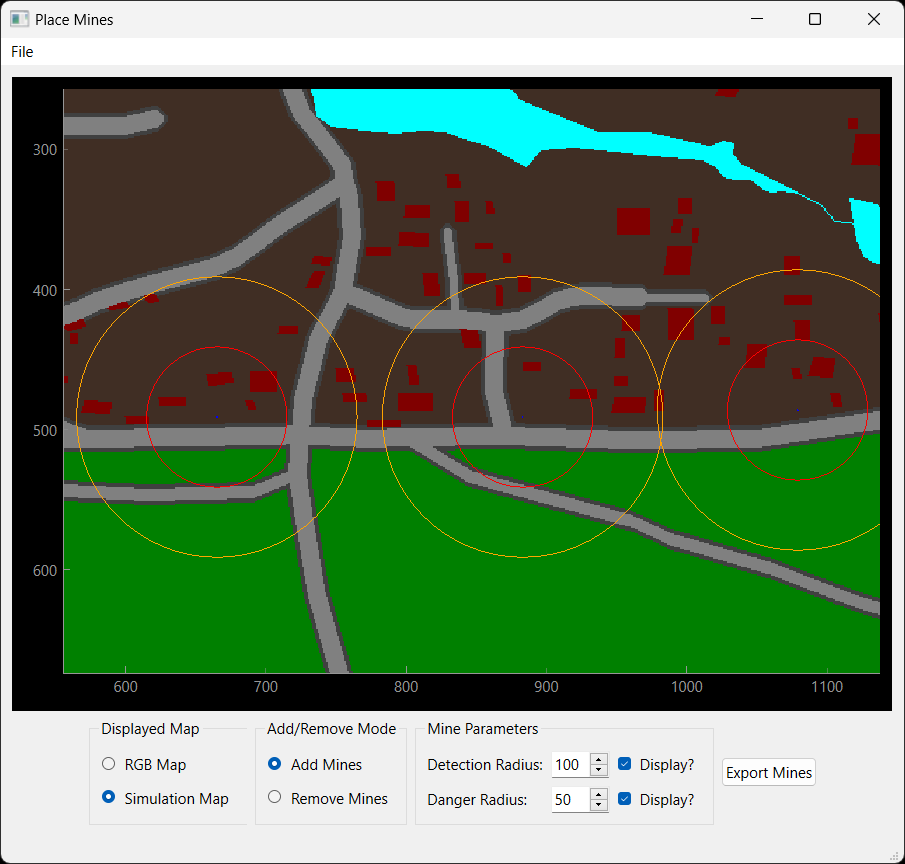 Place Mines
File
300
400
500
600
600 700 800 900 1000 1100
Displayed Map Add/Remove Mode Mine Parameters
RGB Map Add Mines Detection Radius: 100 Display?
Export Mines
Simulation Map Remove Mines Danger Radius: 50 Display?